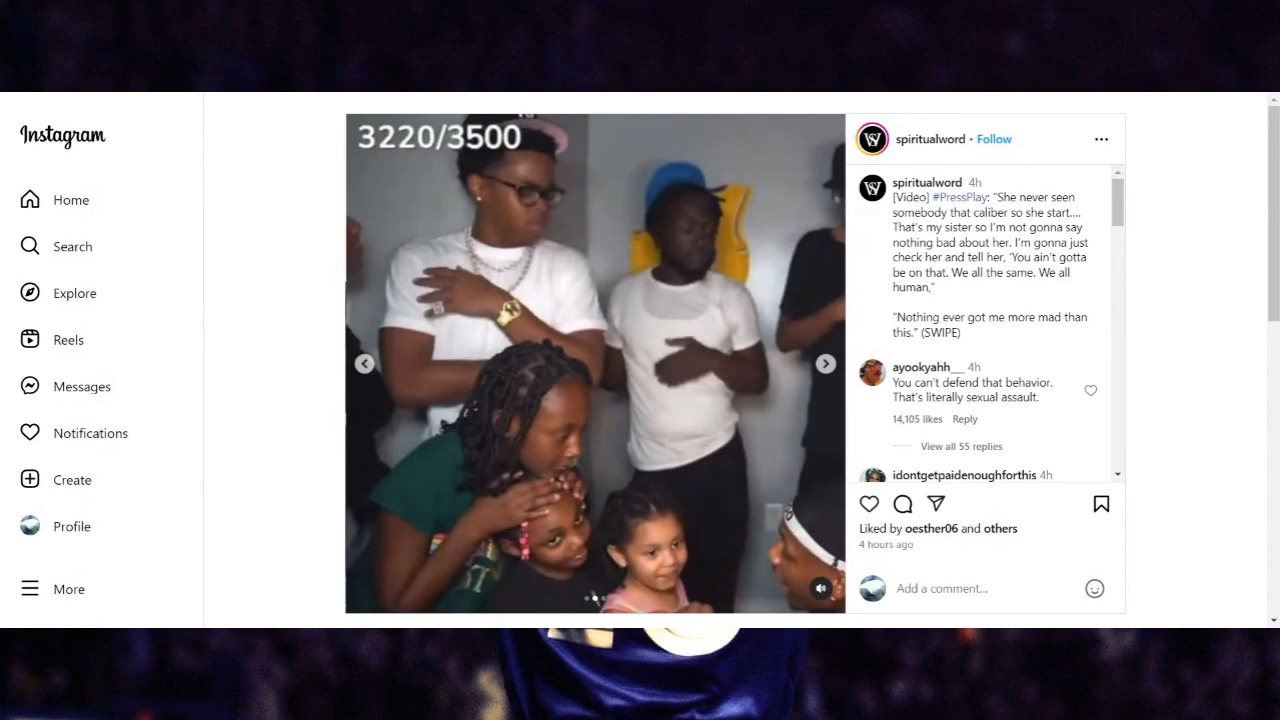 Instagram
Home
Search
Explore
Reels
Messages
Notifications
Create
Profile
More
3220/3500
spiritualword • Follow
spiritualword 4h
[Video] #PressPlay: "She never seen
somebody that caliber so she start....
That's my sister so I'm not gonna say
nothing bad about her. I'm gonna just
check her and tell her, 'You ain't gotta
be on that. We all the same. We all
human,"
"Nothing ever got me more mad than
this." (SWIPE)
ayookyahh__ 4h
You can't defend that behavior.
That's literally sexual assault.
14,105 likes Reply
View all 55 replies
idontgetpaidenoughforthis 4h
Liked by oesther06 and others
4 hours ago
Add a comment...